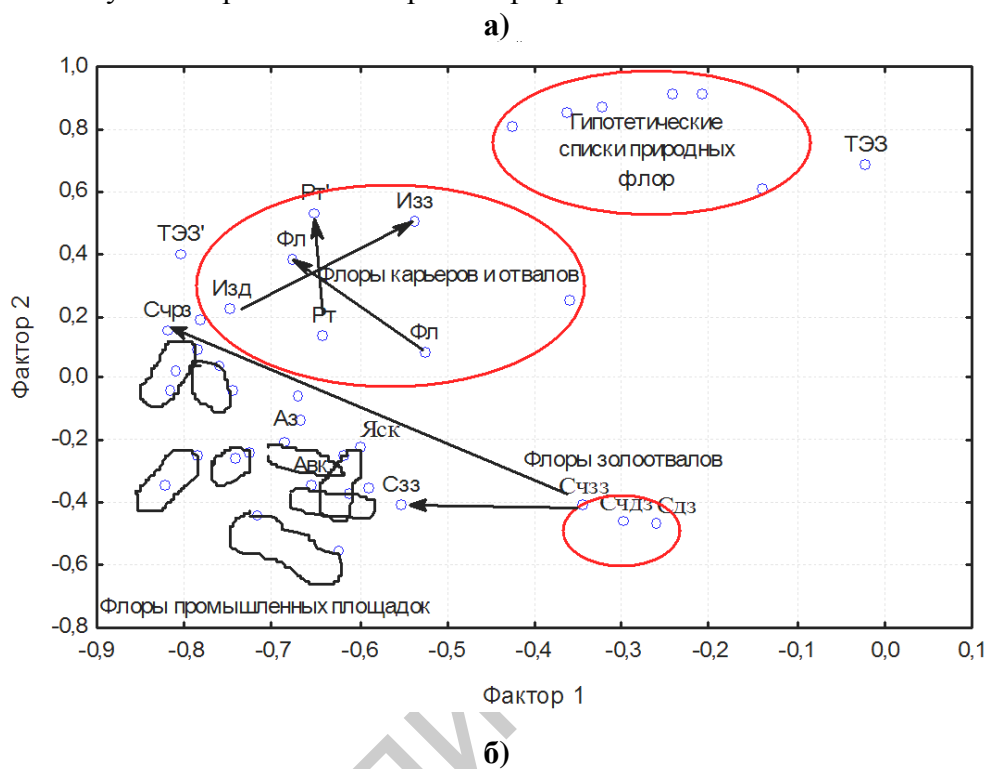 а)
1,0
0,8
0,6
0,4
0,2
0,0
-0,2
-0,4
-0,6
-0,8
Фактор 2
Гипотетические
списки природных
флор
ТЭЗ
Рт'
Изз
ТЭЗ'
Фл
Флоры карьеров и отвалов
Изд
Счрз
Рт
Фл
Аз
Яск
Авк
Сзз
Флоры золоотвалов
Счзз
Счдз
Сдз
Флоры промышленных площадок
-0,9 -0,8 -0,7 -0,6 -0,5 -0,4 -0,3 -0,2 -0,1 0,0 0,1
Фактор 1
б)